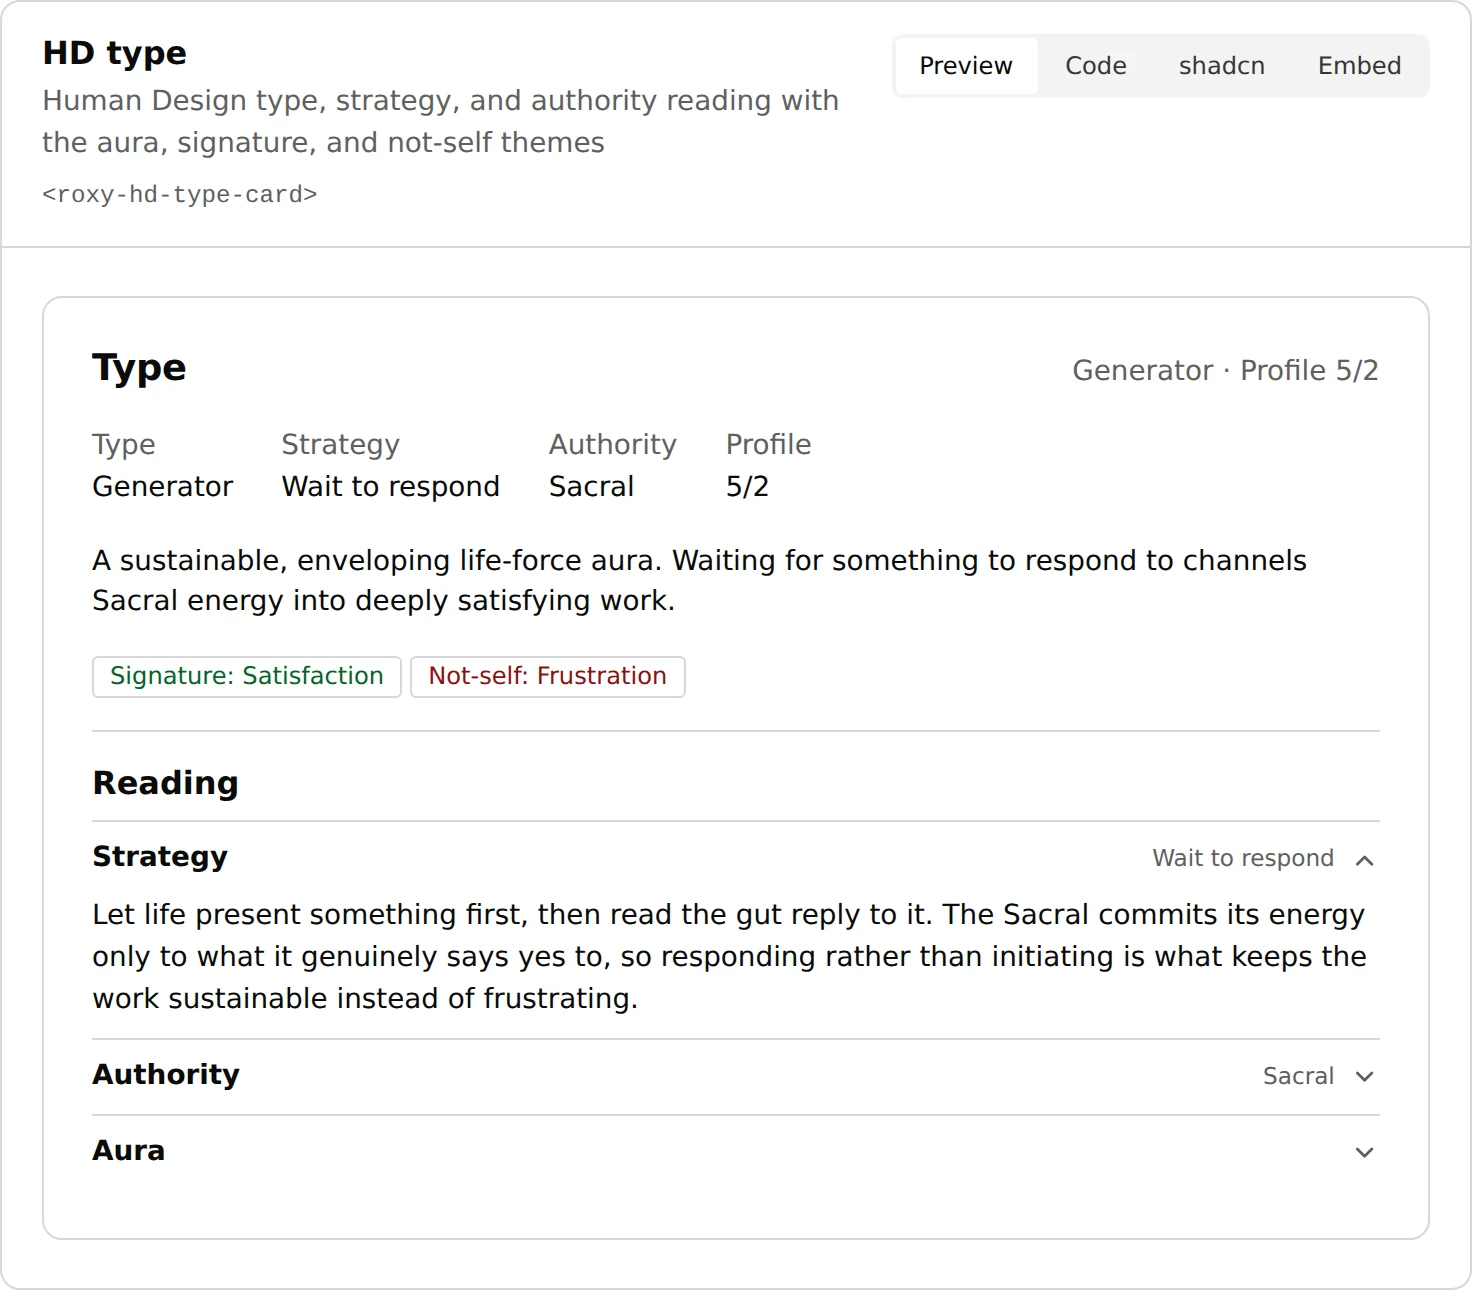 HD type
Preview
Code
shadcn
Embed
Human Design type, strategy, and authority reading with
the aura, signature, and not-self themes
<roxy-hd-type-card>
Type
Generator · Profile 5/2
Type
Strategy
Authority
Profile
Generator
Wait to respond
Sacral
5/2
A sustainable, enveloping life-force aura. Waiting for something to respond to channels
Sacral energy into deeply satisfying work.
Signature: Satisfaction
Not-self: Frustration
Reading
Strategy
Wait to respond
Let life present something first, then read the gut reply to it. The Sacral commits its energy
only to what it genuinely says yes to, so responding rather than initiating is what keeps the
work sustainable instead of frustrating.
Authority
Sacral
Aura